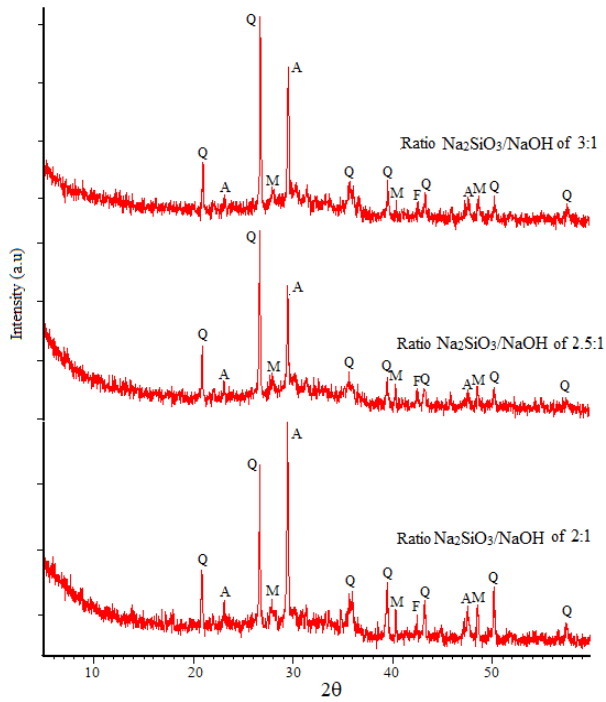 Q
A
Q
A
M
Q
Q
M
F
Q
A
M
Q
Q
Ratio Na₂SiO₃/NaOH of 3:1
Q
A
Q
A
M
Q
Q
M
F
Q
A
M
Q
Q
Ratio Na₂SiO₃/NaOH of 2.5:1
Q
A
Q
A
M
Q
Q
M
F
Q
A
M
Q
Q
Ratio Na₂SiO₃/NaOH of 2:1
Intensity (a.u)
10 20 30 40 50
2θ